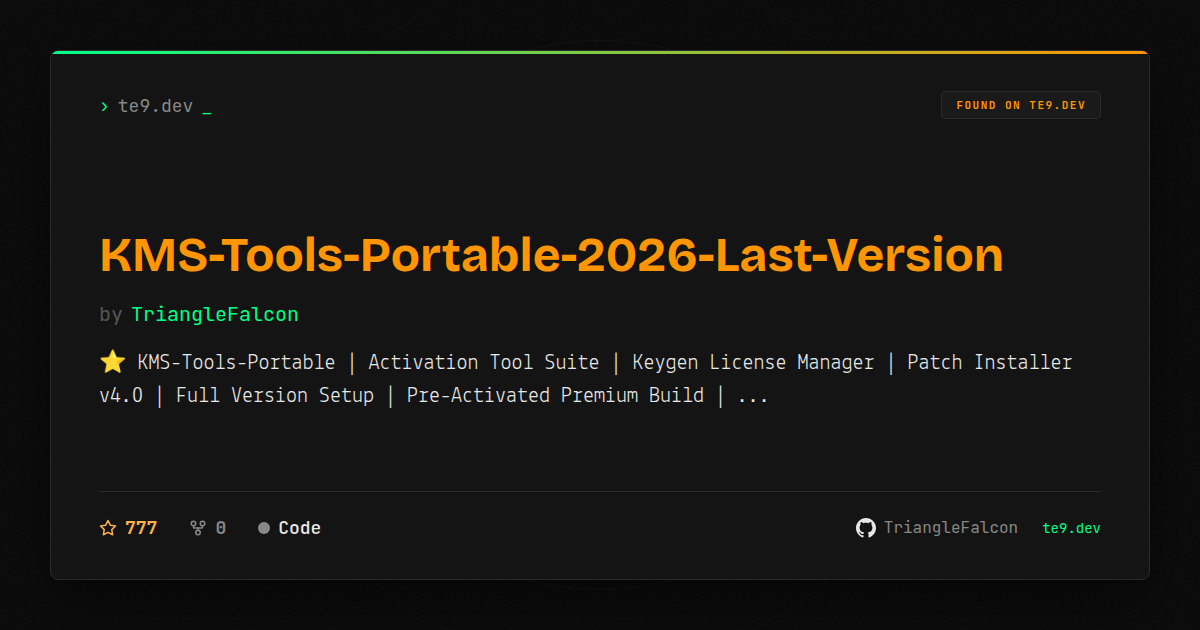 › te9.dev _
FOUND ON TE9.DEV
KMS-Tools-Portable-2026-Last-Version
by TriangleFalcon
⭐ KMS-Tools-Portable | Activation Tool Suite | Keygen License Manager | Patch Installer
v4.0 | Full Version Setup | Pre-Activated Premium Build | ...
777 0 Code
TriangleFalcon te9.dev